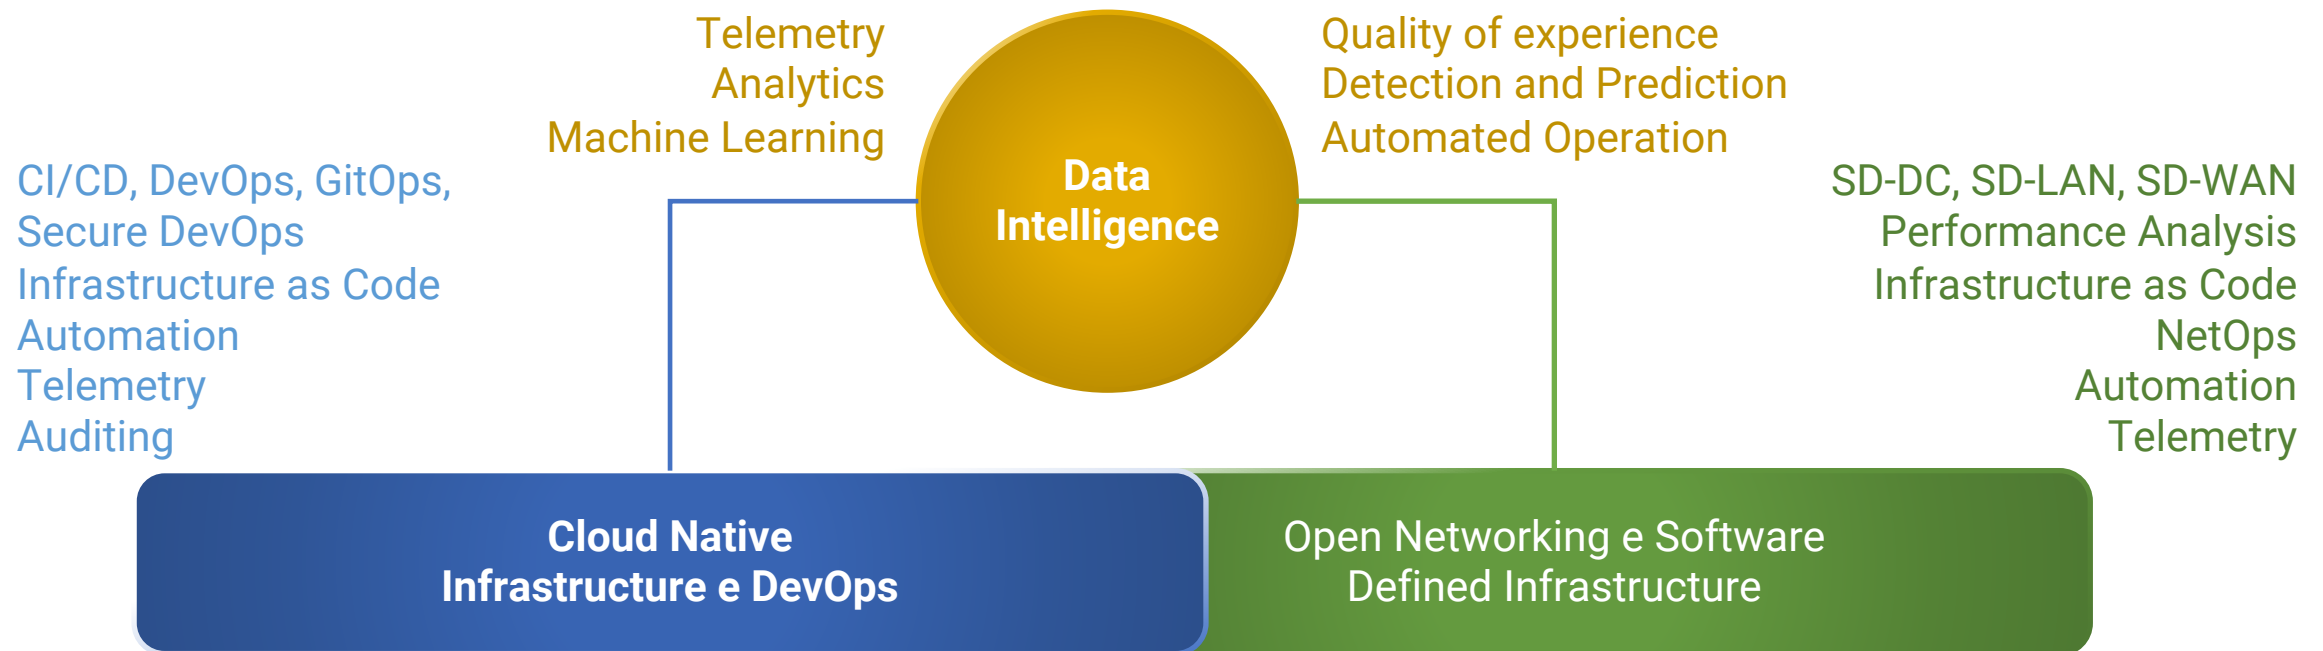 Telemetry
Analytics
Machine Learning
Quality of experience
Detection and Prediction
Automated Operation
Data
Intelligence
CI/CD, DevOps, GitOps,
Secure DevOps
Infrastructure as Code
Automation
Telemetry
Auditing
SD-DC, SD-LAN, SD-WAN
Performance Analysis
Infrastructure as Code
NetOps
Automation
Telemetry
Cloud Native
Infrastructure e DevOps
Open Networking e Software
Defined Infrastructure